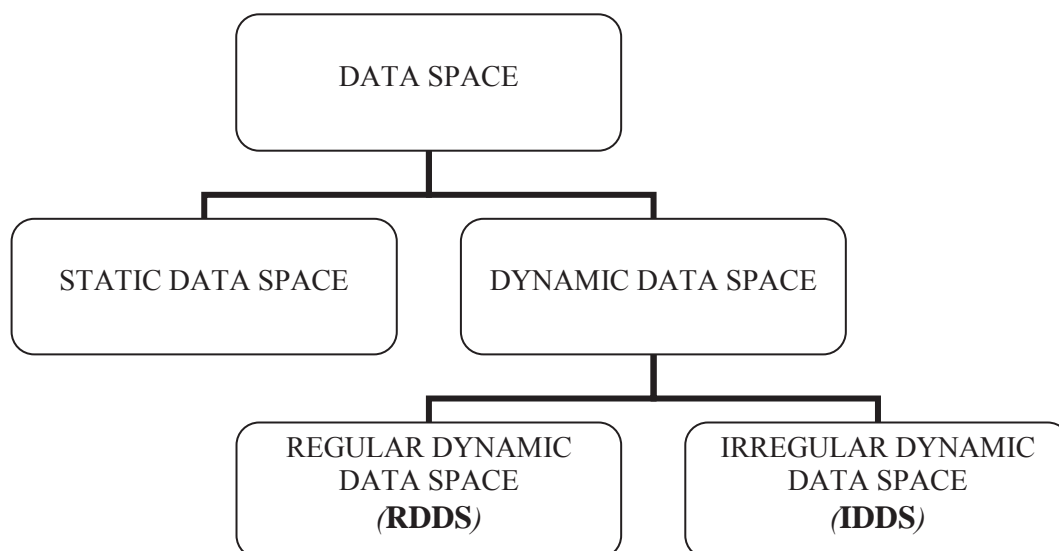 DATA SPACE
STATIC DATA SPACE
DYNAMIC DATA SPACE
REGULAR DYNAMIC
DATA SPACE
(RDDS)
IRREGULAR DYNAMIC
DATA SPACE
(IDDS)